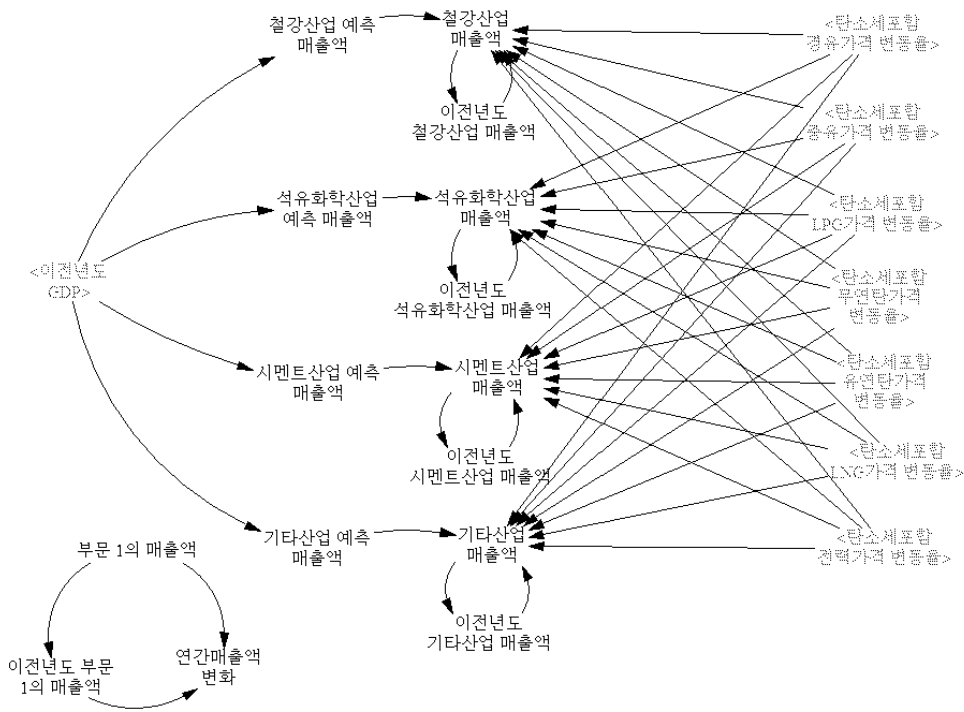 철강산업 예측
매출액
철강산업
매출액
<탄소세포함
경유가격 변동율>
이전년도
철강산업 매출액
<탄소세포함
중유가격 변동율>
석유화학산업
예측 매출액
석유화학산업
매출액
<탄소세포함
LPG가격 변동율>
<이전년도
GDP>
이전년도
석유화학산업 매출액
<탄소세포함
무연탄가격
변동율>
시멘트산업 예측
매출액
시멘트산업
매출액
<탄소세포함
유연탄가격
변동율>
이전년도
시멘트산업 매출액
<탄소세포함
LNG가격 변동율>
기타산업 예측
매출액
기타산업
매출액
<탄소세포함
전력가격 변동율>
부문 1의 매출액
이전년도
기타산업 매출액
이전년도 부문
1의 매출액
연간매출액
변화